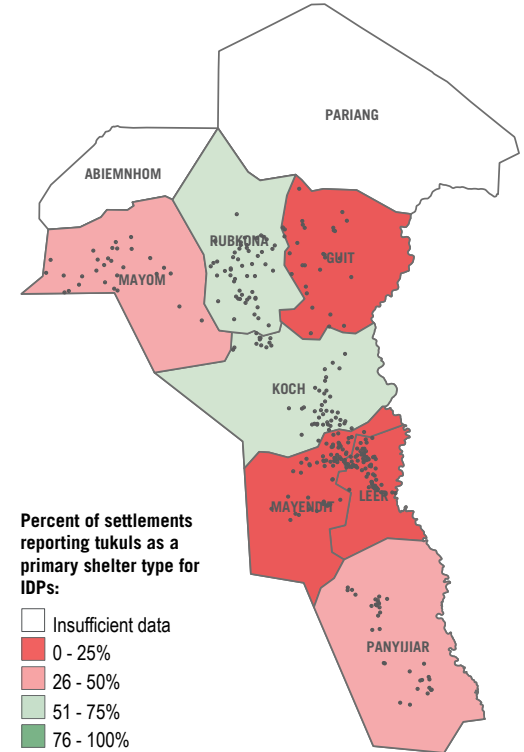 PARIANG
ABIEMNHOM
RUBKONA
GUIT
MAYOM
KOCH
MAYENDIT
LEER
PANYIJIAR
Percent of settlements
reporting tukuls as a
primary shelter type for
IDPs:
Insufficient data
0 - 25%
26 - 50%
51 - 75%
76 - 100%